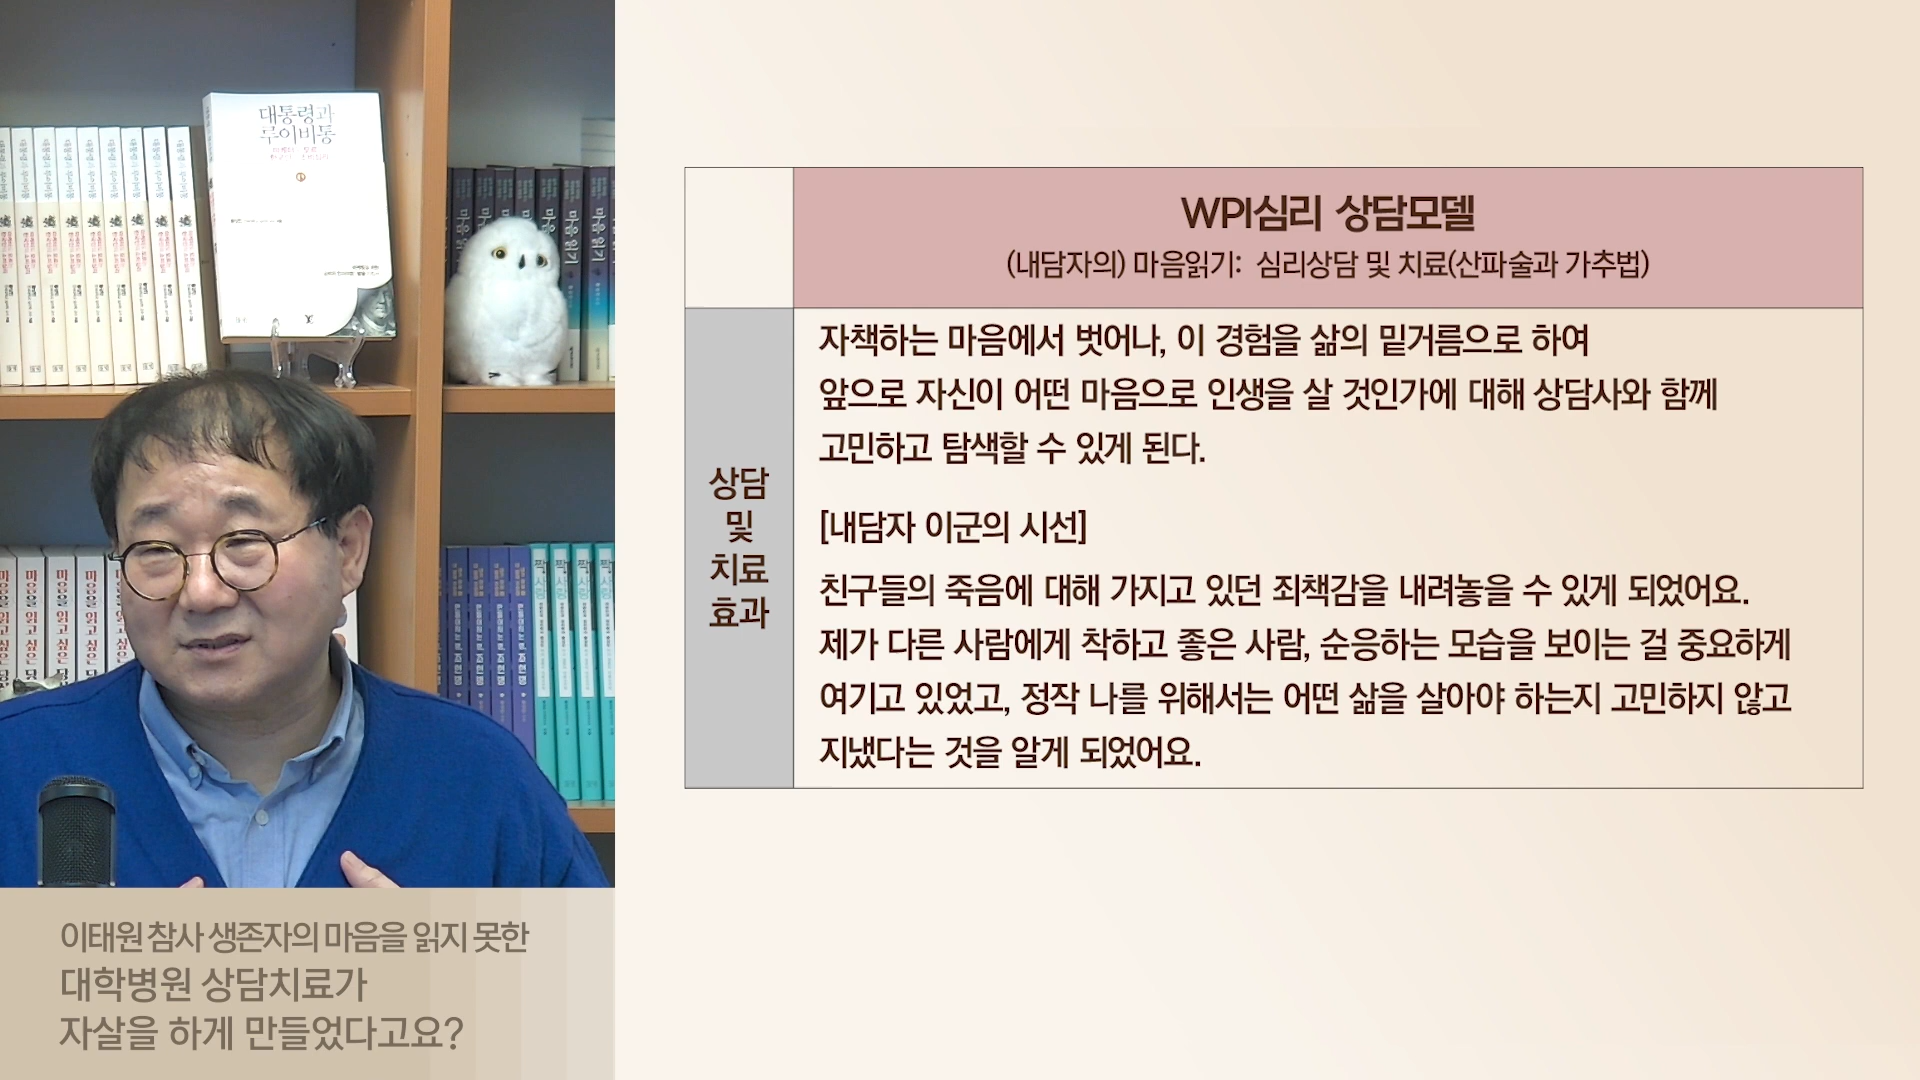 대통령과
루이비통
마음읽기
마음을 읽고 싶은
짝사랑
이태원 참사 생존자의 마음을 읽지 못한
대학병원 상담치료가
자살을 하게 만들었다고요?
WPI심리 상담모델
(내담자의) 마음읽기: 심리상담 및 치료(산파술과 가추법)
상담
및
치료
효과
자책하는 마음에서 벗어나, 이 경험을 삶의 밑거름으로 하여
앞으로 자신이 어떤 마음으로 인생을 살 것인가에 대해 상담사와 함께
고민하고 탐색할 수 있게 된다.
[내담자 이군의 시선]
친구들의 죽음에 대해 가지고 있던 죄책감을 내려놓을 수 있게 되었어요.
제가 다른 사람에게 착하고 좋은 사람, 순응하는 모습을 보이는 걸 중요하게
여기고 있었고, 정작 나를 위해서는 어떤 삶을 살아야 하는지 고민하지 않고
지냈다는 것을 알게 되었어요.